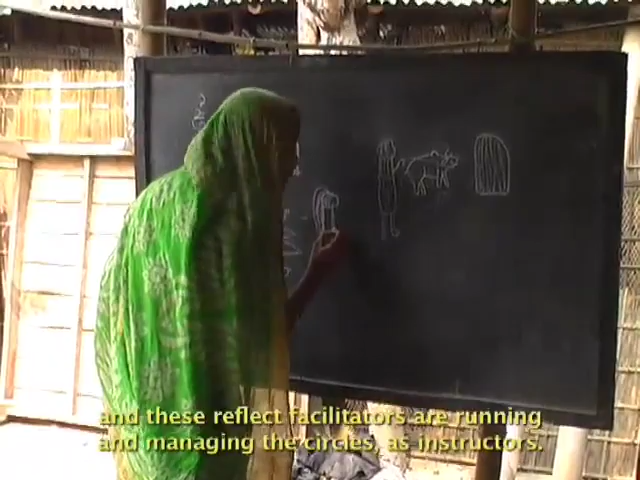 and these reflect facilitators are running
and managing the circles, as instructors.